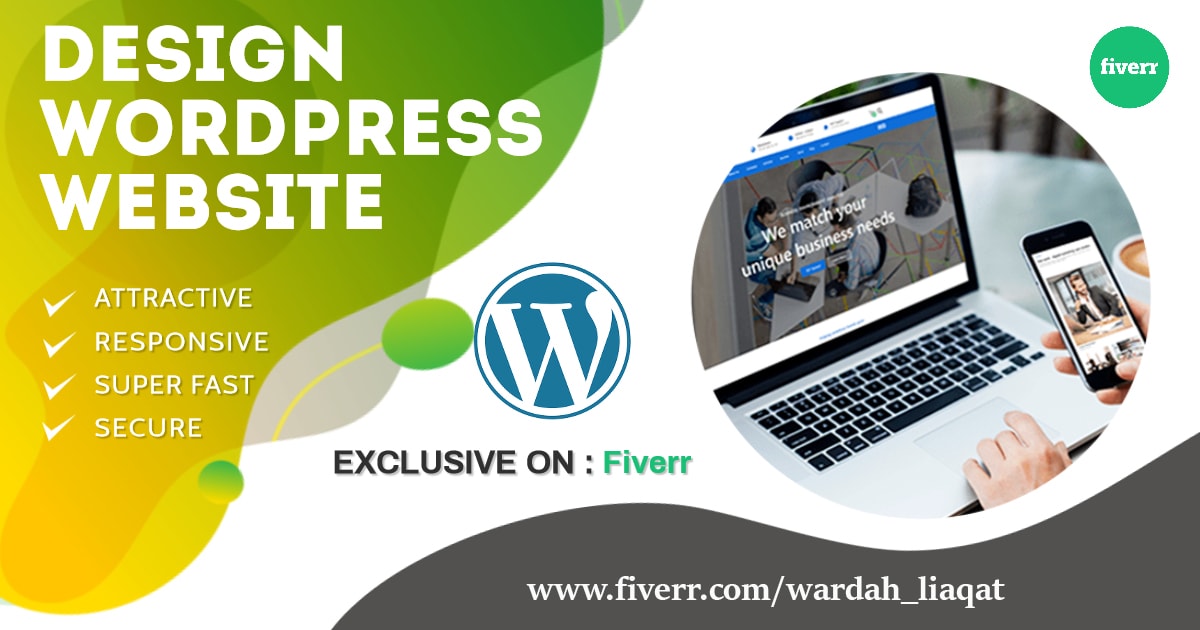 DESIGN
WORDPRESS
WEBSITE
ATTRACTIVE
RESPONSIVE
SUPER FAST
SECURE
EXCLUSIVE ON : Fiverr
fiverr
We match your
unique business needs
www.fiverr.com/wardah_liaqat